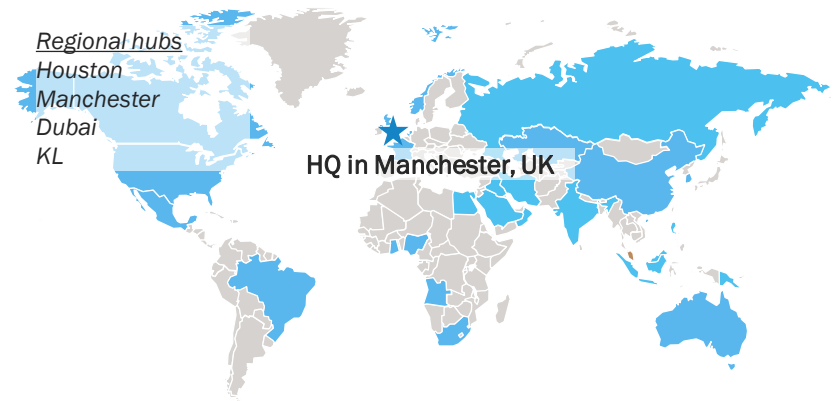 Regional hubs
Houston
Manchester
Dubai
KL
HQ in Manchester, UK